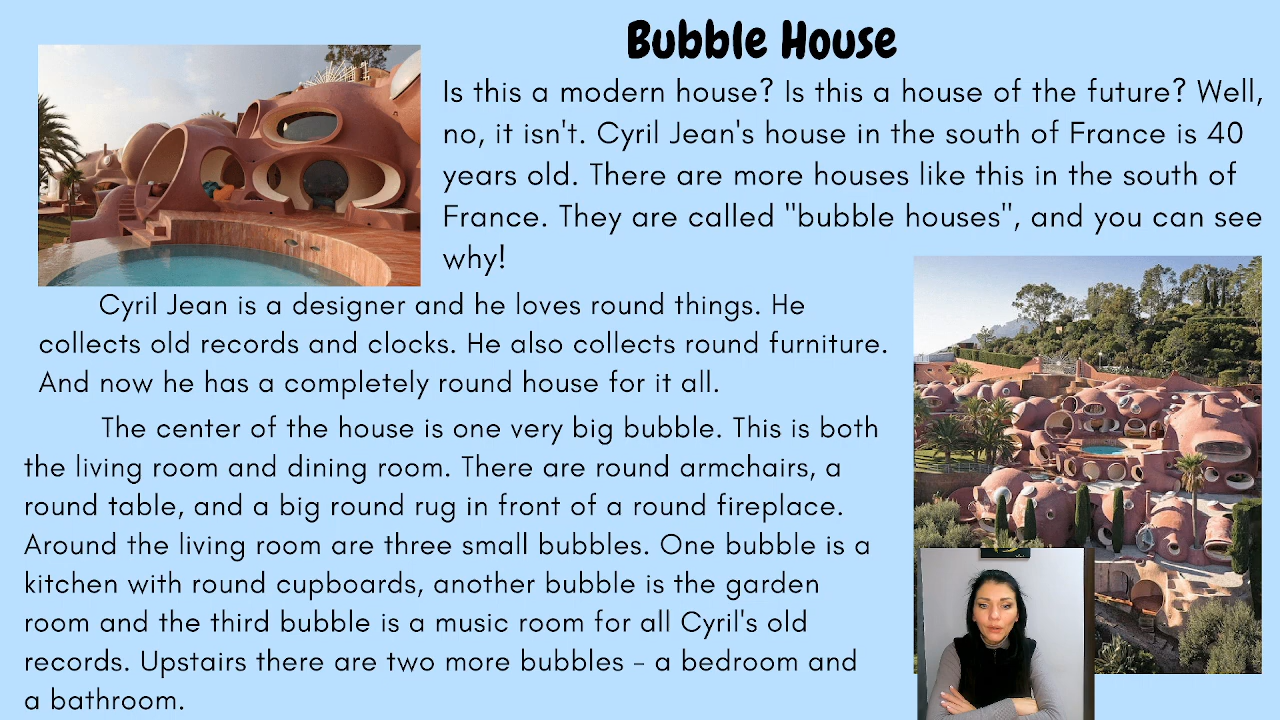 Bubble House
Is this a modern house? Is this a house of the future? Well,
no, it isn't. Cyril Jean's house in the south of France is 40
years old. There are more houses like this in the south of
France. They are called "bubble houses", and you can see
why!
Cyril Jean is a designer and he loves round things. He
collects old records and clocks. He also collects round furniture.
And now he has a completely round house for it all.
The center of the house is one very big bubble. This is both
the living room and dining room. There are round armchairs, a
round table, and a big round rug in front of a round fireplace.
Around the living room are three small bubbles. One bubble is a
kitchen with round cupboards, another bubble is the garden
room and the third bubble is a music room for all Cyril's old
records. Upstairs there are two more bubbles - a bedroom and
a bathroom.